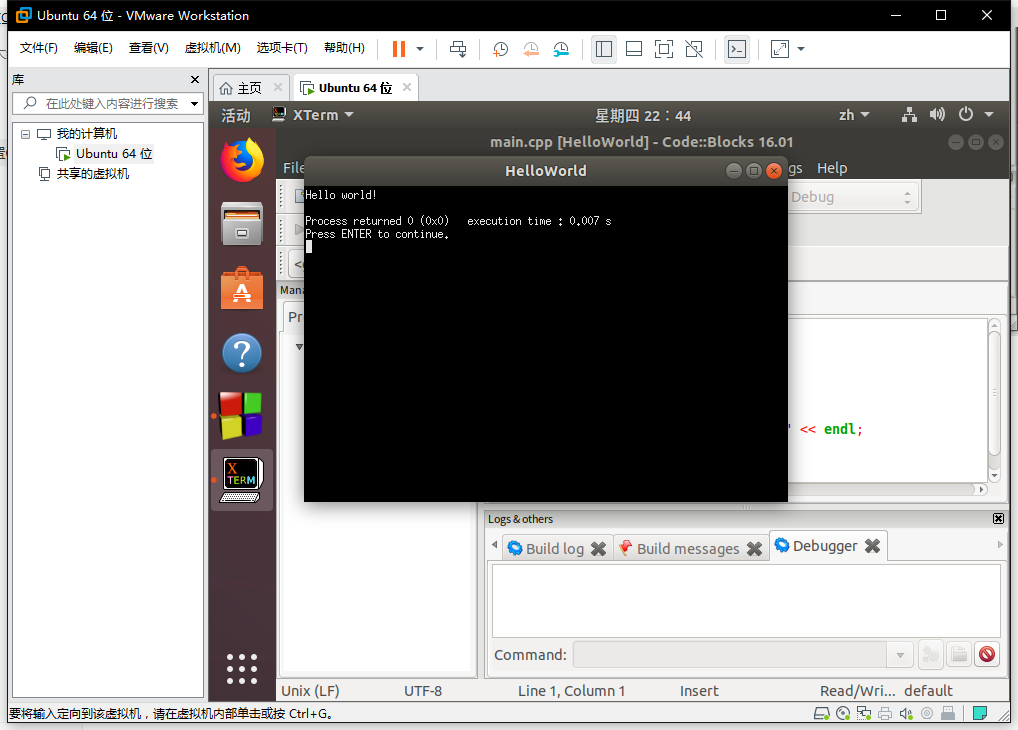 Ubuntu 64 位 - VMware Workstation
文件(F) 编辑(E) 查看(V) 虚拟机(M) 选项卡(T) 帮助(H)
库
在此处键入内容进行搜索
我的计算机
Ubuntu 64 位
共享的虚拟机
主页 Ubuntu 64 位
活动 XTerm 星期四 22：44 zh
main.cpp [HelloWorld] - Code::Blocks 16.01
File gs Help
HelloWorld
Debug
Hello world!
Process returned 0 (0x0) execution time : 0.007 s
Press ENTER to continue.
<
Mana
Pr
" << endl;
X
TERM
Logs & others
Build log Build messages Debugger
Command:
Unix (LF) UTF-8 Line 1, Column 1 Insert Read/Wri... default
要将输入定向到该虚拟机，请在虚拟机内部单击或按 Ctrl+G。